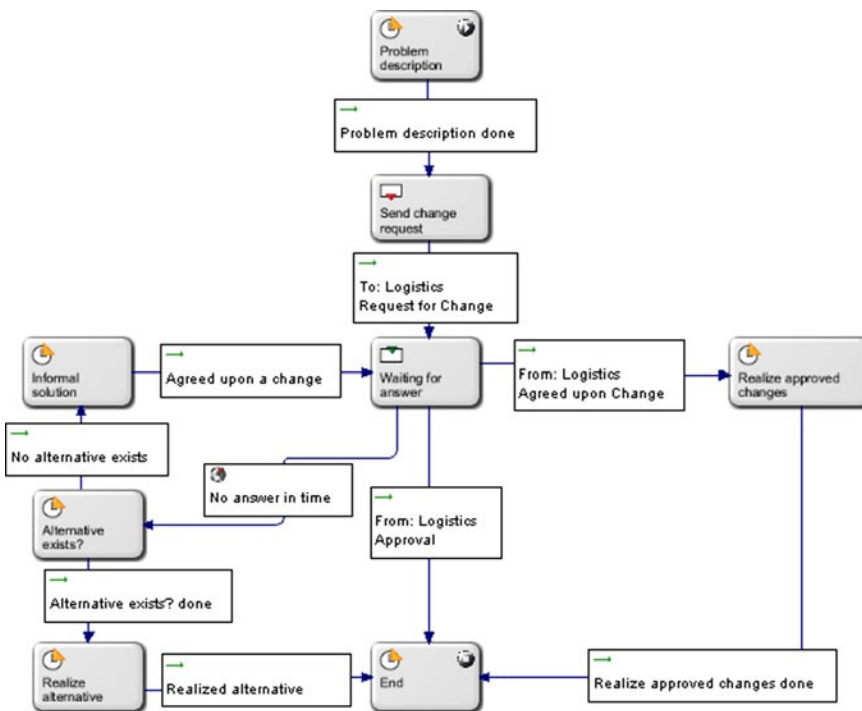 Problem
description
Problem description done
Send change
request
To: Logistics
Request for Change
Informal
solution
Agreed upon a change
Waiting for
answer
From: Logistics
Agreed upon Change
Realize approved
changes
No alternative exists
No answer in time
Alternative
exists?
From: Logistics
Approval
Alternative exists? done
Realize
alternative
Realized alternative
End
Realize approved changes done